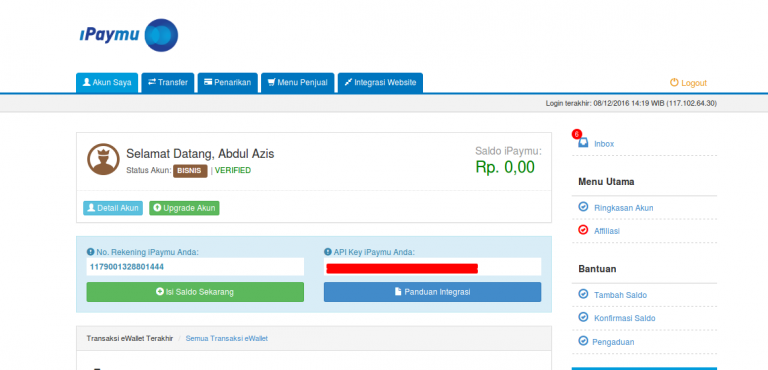 iPaymu
Akun Saya
Transfer
Penarikan
Menu Penjual
Integrasi Website
Logout
Login terakhir: 08/12/2016 14:19 WIB (117.102.64.30)
Selamat Datang, Abdul Azis
Status Akun: BISNIS | VERIFIED
Saldo iPaymu:
Rp. 0,00
Detail Akun
Upgrade Akun
No. Rekening iPaymu Anda:
1179001328801444
Isi Saldo Sekarang
API Key iPaymu Anda:
Panduan Integrasi
Transaksi eWallet Terakhir / Semua Transaksi eWallet
6
Inbox
Menu Utama
Ringkasan Akun
Affiliasi
Bantuan
Tambah Saldo
Konfirmasi Saldo
Pengaduan